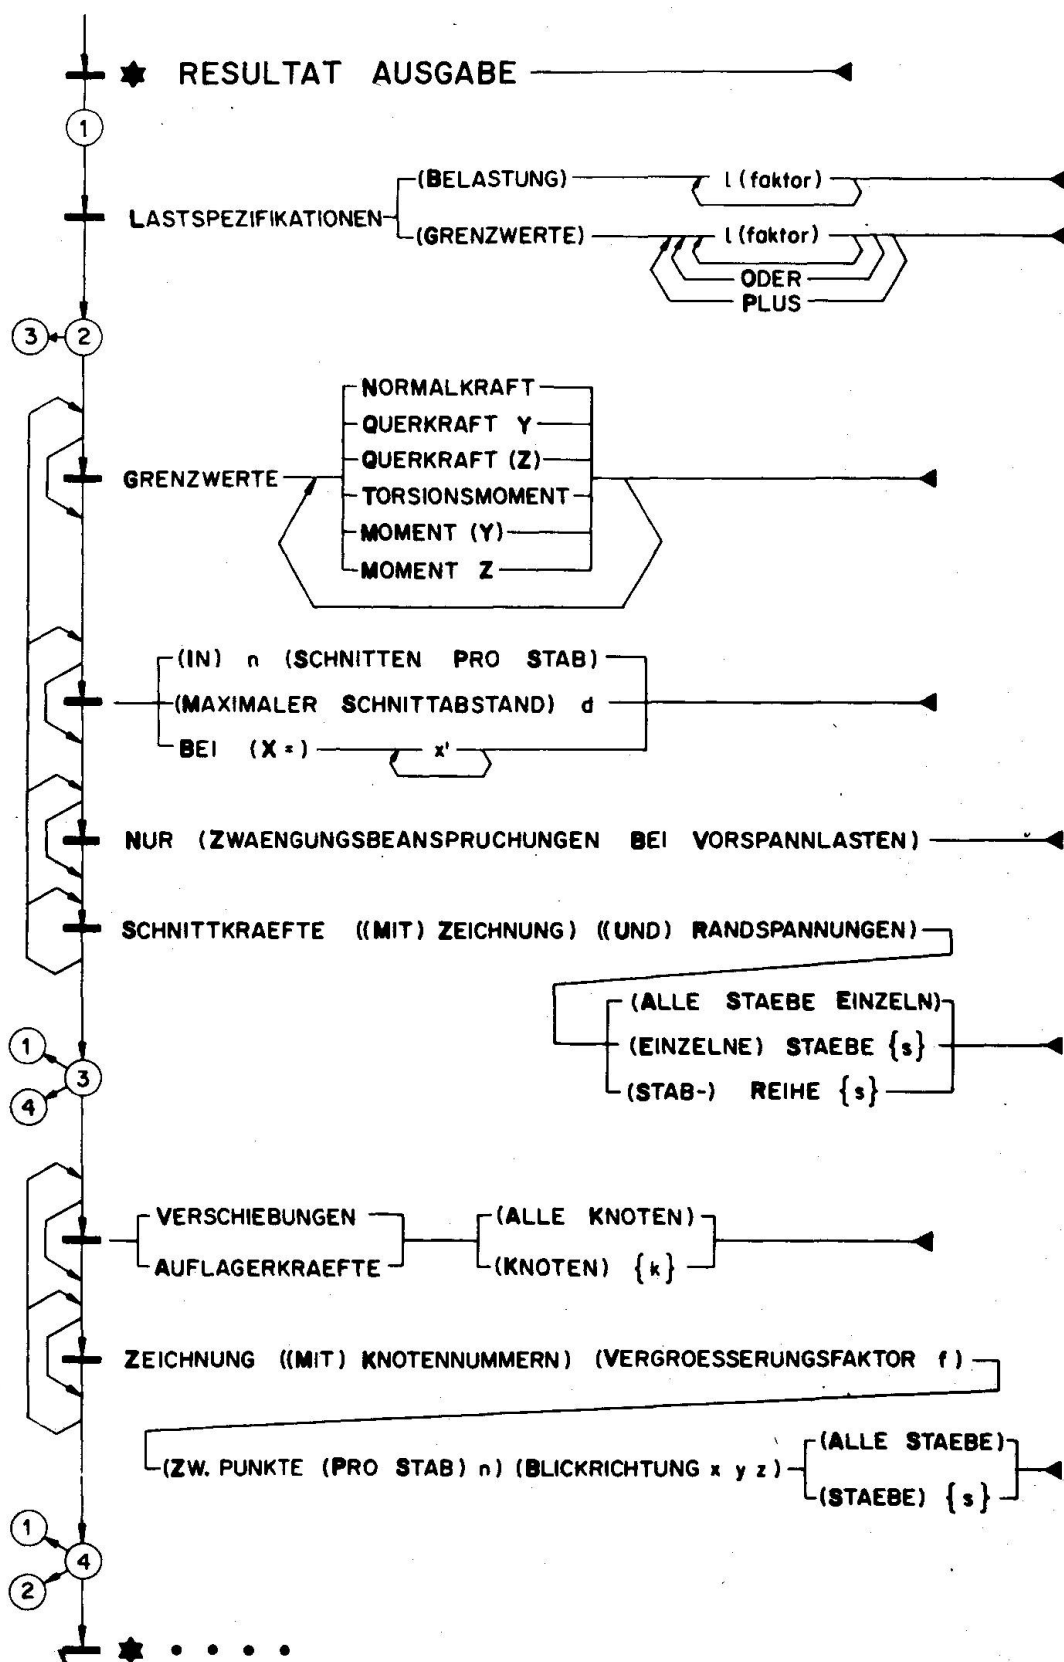 ★ RESULTAT AUSGABE
1
(BELASTUNG) l (faktor)
LASTSPEZIFIKATIONEN
(GRENZWERTE) l (faktor)
ODER
PLUS
3 2
NORMALKRAFT
QUERKRAFT Y
QUERKRAFT (Z)
GRENZWERTE
TORSIONSMOMENT
MOMENT (Y)
MOMENT Z
(IN) n (SCHNITTEN PRO STAB)
(MAXIMALER SCHNITTABSTAND) d
BEI (X=) x'
NUR (ZWAENGUNGSBEANSPRUCHUNGEN BEI VORSPANNLASTEN)
SCHNITTKRAEFTE ((MIT) ZEICHNUNG) ((UND) RANDSPANNUNGEN)
(ALLE STAEBE EINZELN)
(EINZELNE) STAEBE {s}
(STAB-) REIHE {s}
1
3
4
VERSCHIEBUNGEN (ALLE KNOTEN)
AUFLAGERKRAEFTE (KNOTEN) {k}
ZEICHNUNG ((MIT) KNOTENNUMMERN) (VERGROESSERUNGSFAKTOR f)
(ZW. PUNKTE (PRO STAB) n) (BLICKRICHTUNG x y z)
(ALLE STAEBE)
(STAEBE) {s}
1
4
2
★ • • • •